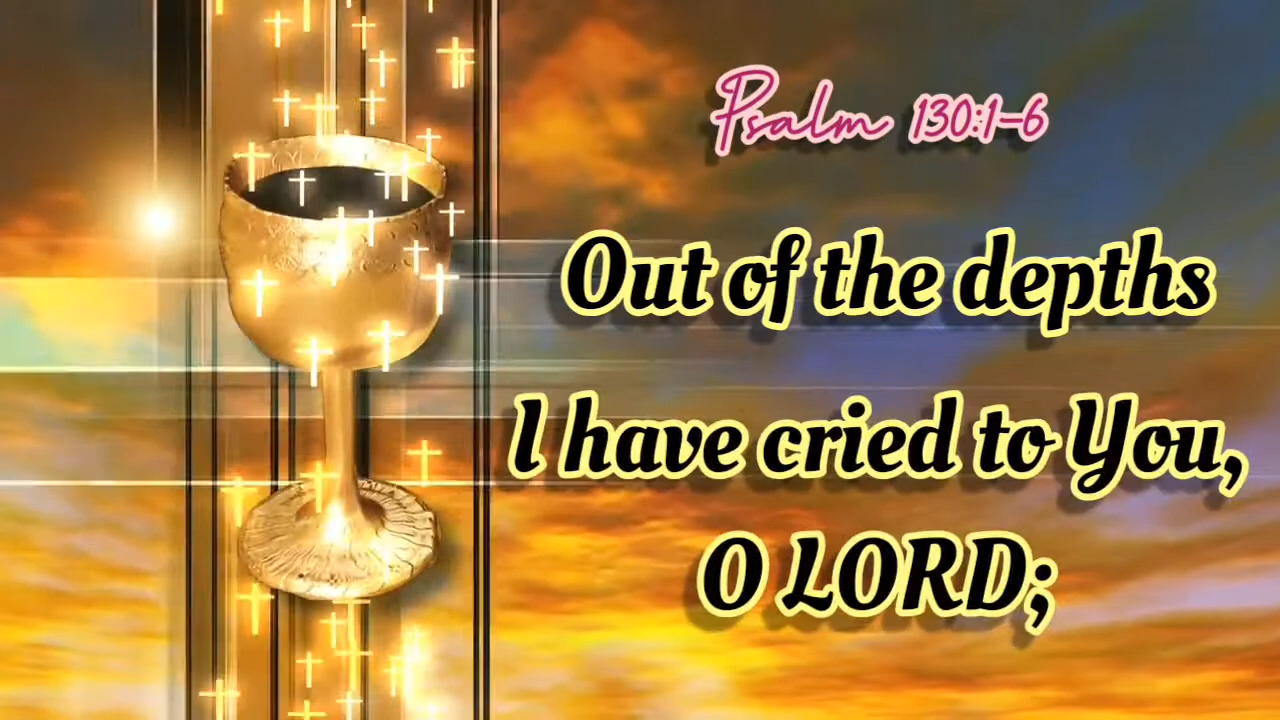 Psalm 130:1-6
Out of the depths
I have cried to You,
O LORD;